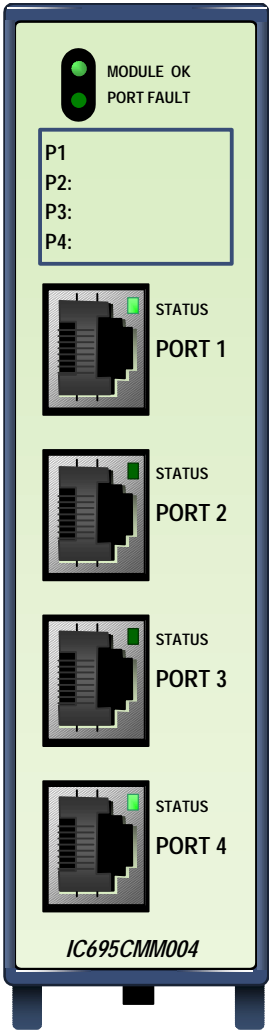 MODULE OK
PORT FAULT
P1
P2:
P3:
P4:
STATUS
PORT 1
STATUS
PORT 2
STATUS
PORT 3
STATUS
PORT 4
IC695CMM004